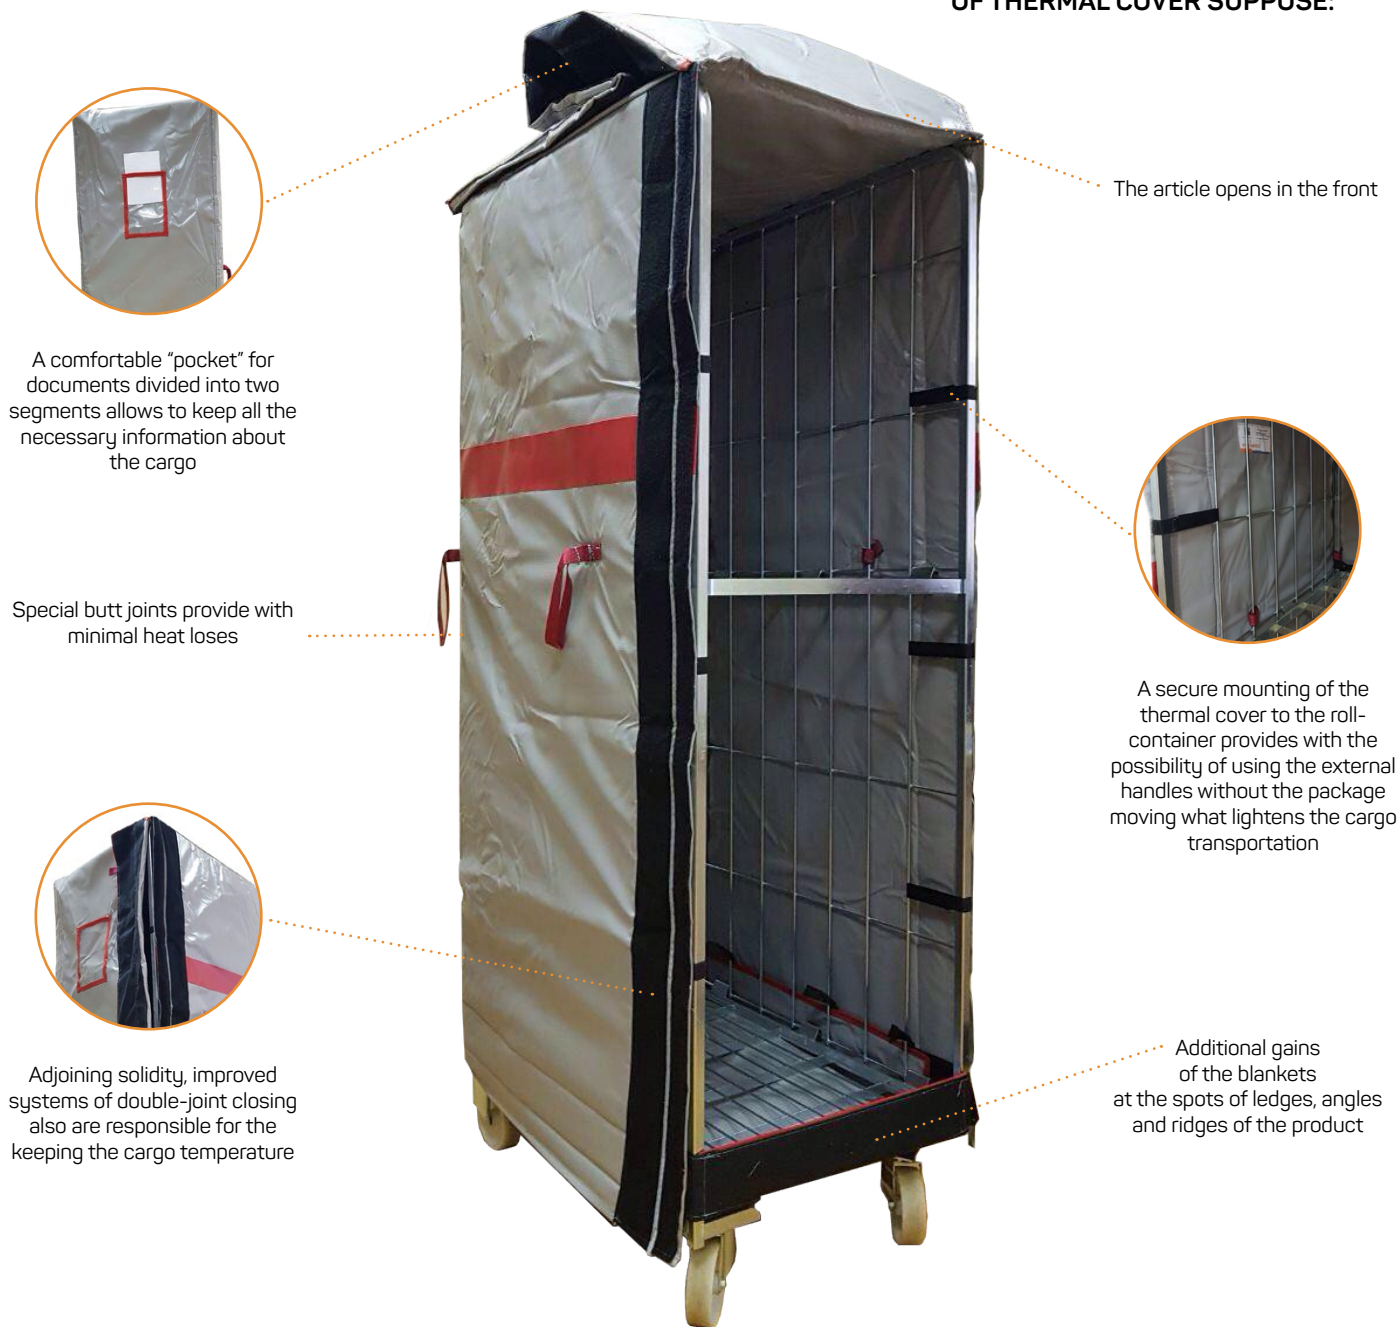 OF THERMAL COVER SUPPOSE:
The article opens in the front
A comfortable “pocket” for
documents divided into two
segments allows to keep all the
necessary information about
the cargo
Special butt joints provide with
minimal heat loses
A secure mounting of the
thermal cover to the roll-
container provides with the
possibility of using the external
handles without the package
moving what lightens the cargo
transportation
Adjoining solidity, improved
systems of double-joint closing
also are responsible for the
keeping the cargo temperature
Additional gains
of the blankets
at the spots of ledges, angles
and ridges of the product